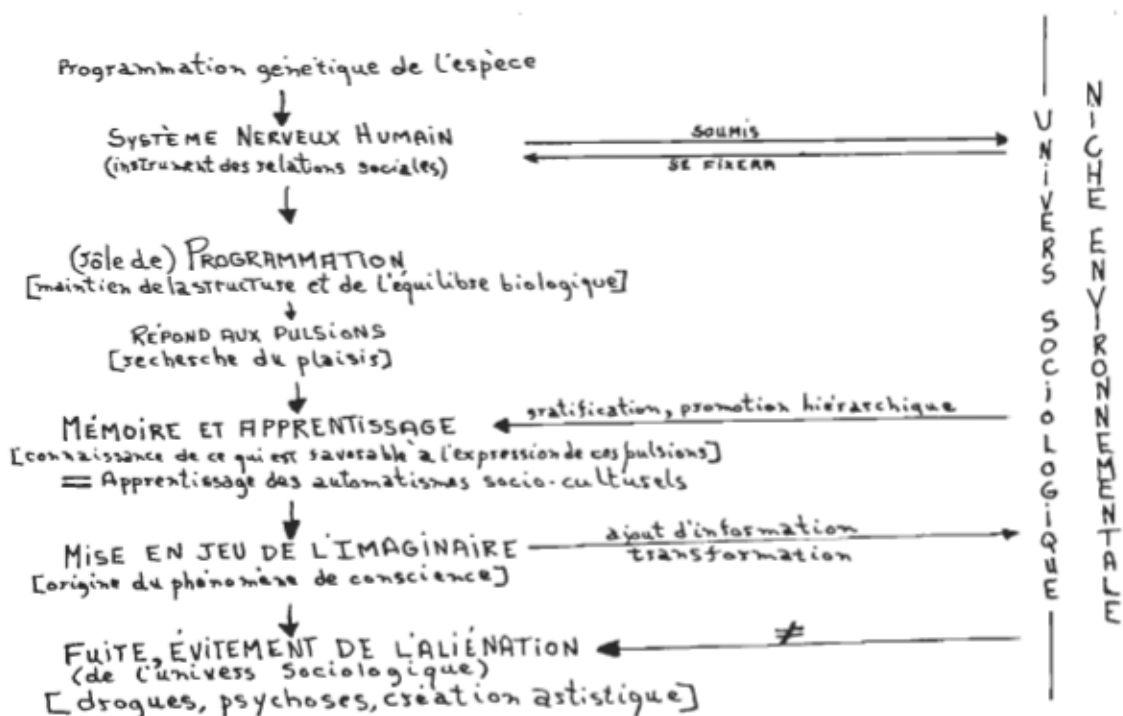 Programmation génétique de l'espèce
SYSTÈME NERVEUX HUMAIN
SOUMIS
(instrument des relations sociales)
SE FIXERA
(rôle de) PROGRAMMATION
[maintien de la structure et de l'équilibre biologique]
RÉPOND AUX PULSIONS
[recherche du plaisir]
gratification, promotion hiérarchique
MÉMOIRE ET APPRENTISSAGE
[connaissance de ce qui est favorable à l'expression de ces pulsions]
= Apprentissage des automatismes socio-culturels
ajout d'information
MISE EN JEU DE L'IMAGINAIRE
transformation
[origine du phénomène de conscience]
≠
FUITE, ÉVITEMENT DE L'ALIÉNATION
(de l'univers sociologique)
[drogues, psychoses, création artistique]
UNIVERS SOCIOLOGIQUE
NICHE ENVIRONNEMENTALE